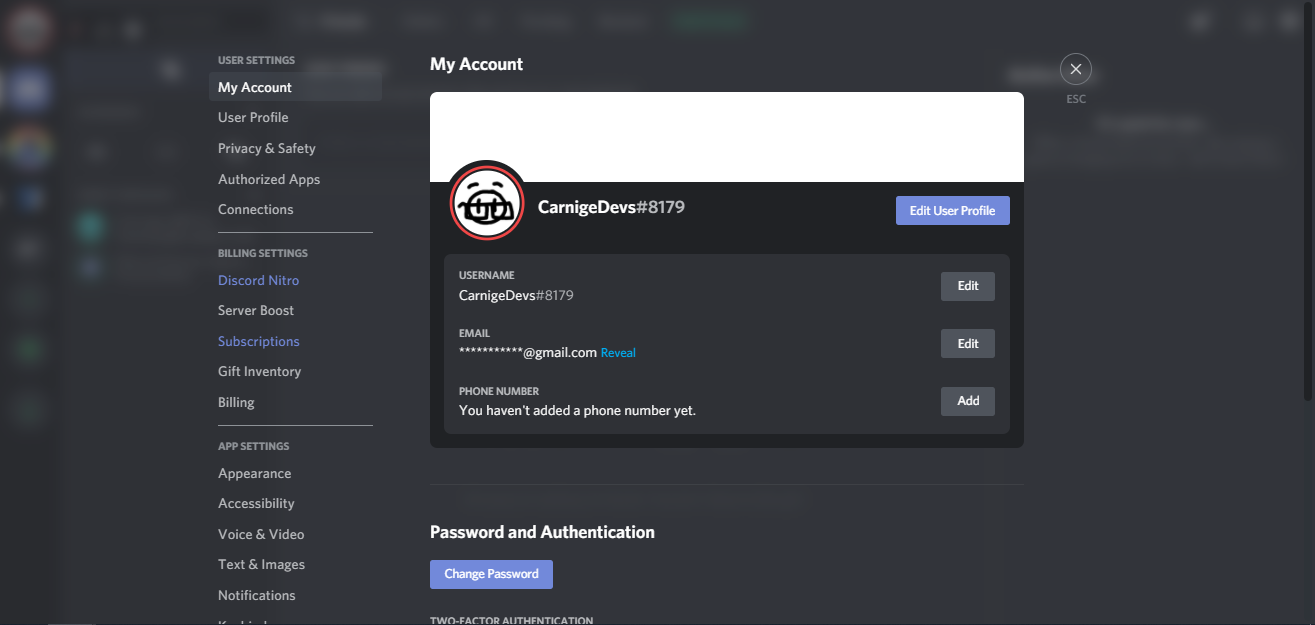 USER SETTINGS
My Account
User Profile
Privacy & Safety
Authorized Apps
Connections
BILLING SETTINGS
Discord Nitro
Server Boost
Subscriptions
Gift Inventory
Billing
APP SETTINGS
Appearance
Accessibility
Voice & Video
Text & Images
Notifications
My Account
ESC
CarnigeDevs#8179
Edit User Profile
USERNAME
CarnigeDevs#8179
Edit
EMAIL
***********@gmail.com Reveal
Edit
PHONE NUMBER
You haven't added a phone number yet.
Add
Password and Authentication
Change Password
TWO-FACTOR AUTHENTICATION